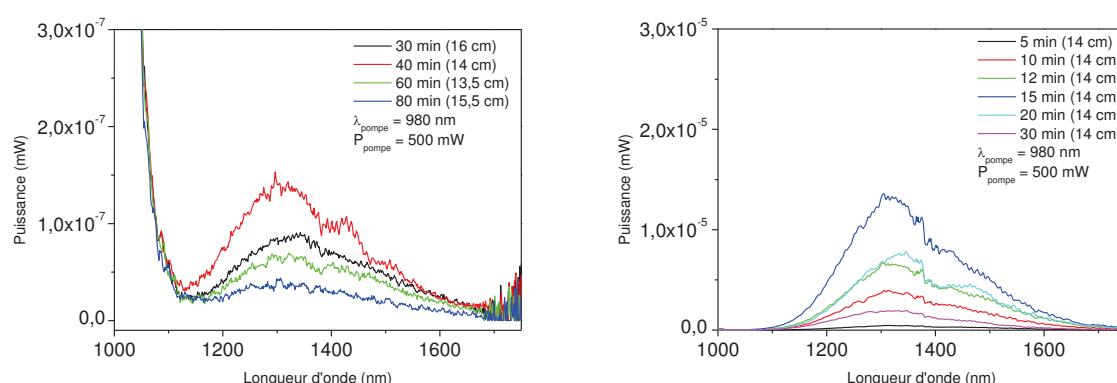 3,0x10⁻⁷
2,0x10⁻⁷
1,0x10⁻⁷
0,0
Puissance (mW)
30 min (16 cm)
40 min (14 cm)
60 min (13,5 cm)
80 min (15,5 cm)
λpompe = 980 nm
Ppompe = 500 mW
1000 1200 1400 1600
Longueur d'onde (nm)
3,0x10⁻⁵
2,0x10⁻⁵
1,0x10⁻⁵
0,0
Puissance (mW)
5 min (14 cm)
10 min (14 cm
12 min (14 cm
15 min (14 cm
20 min (14 cm
30 min (14 cm
λpompe = 980 nm
Ppompe = 500 mW
1000 1200 1400 1600
Longueur d'onde (nm)